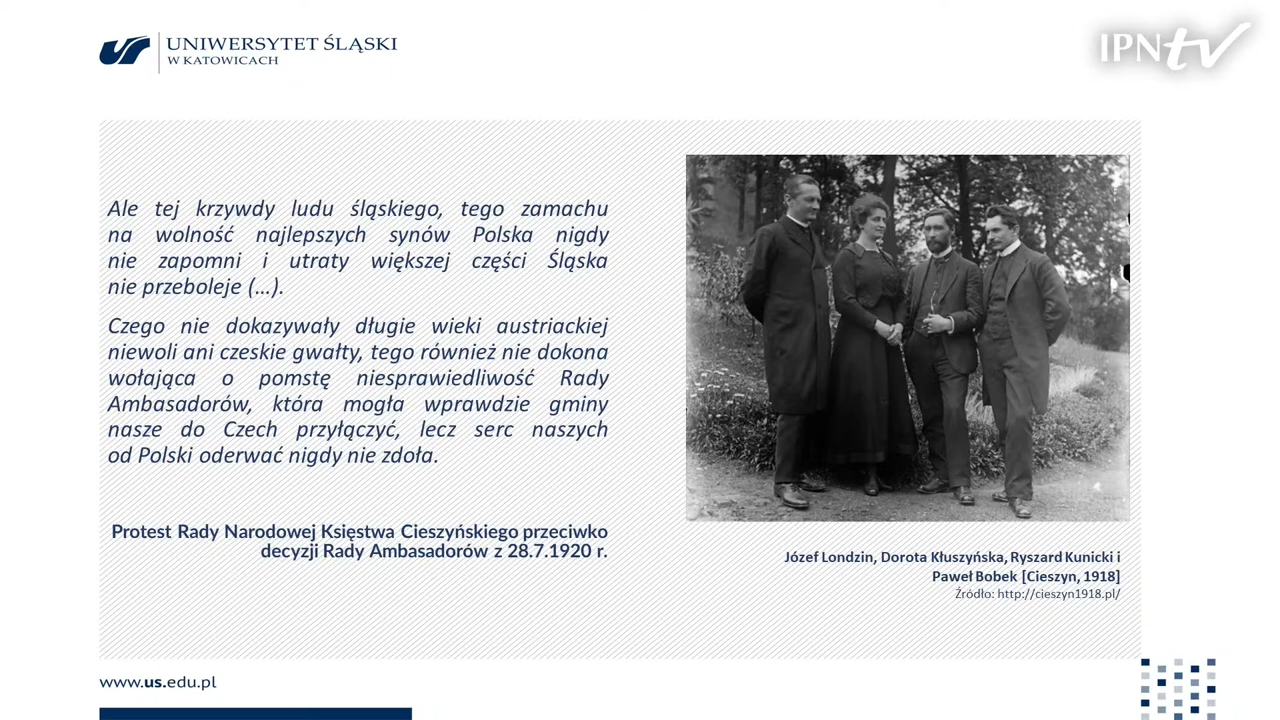 UNIWERSYTET ŚLĄSKI
W KATOWICACH
IPNtv
Ale tej krzywdy ludu śląskiego, tego zamachu
na wolność najlepszych synów Polska nigdy
nie zapomni i utraty większej części Śląska
nie przeboleje (…).
Czego nie dokazywały długie wieki austriackiej
niewoli ani czeskie gwałty, tego również nie dokona
wołająca o pomstę niesprawiedliwość Rady
Ambasadorów, która mogła wprawdzie gminy
nasze do Czech przyłączyć, lecz serc naszych
od Polski oderwać nigdy nie zdoła.
Protest Rady Narodowej Księstwa Cieszyńskiego przeciwko
decyzji Rady Ambasadorów z 28.7.1920 r.
Józef Londzin, Dorota Kłuszyńska, Ryszard Kunicki i
Paweł Bobek [Cieszyn, 1918]
Źródło: http://cieszyn1918.pl/
www.us.edu.pl